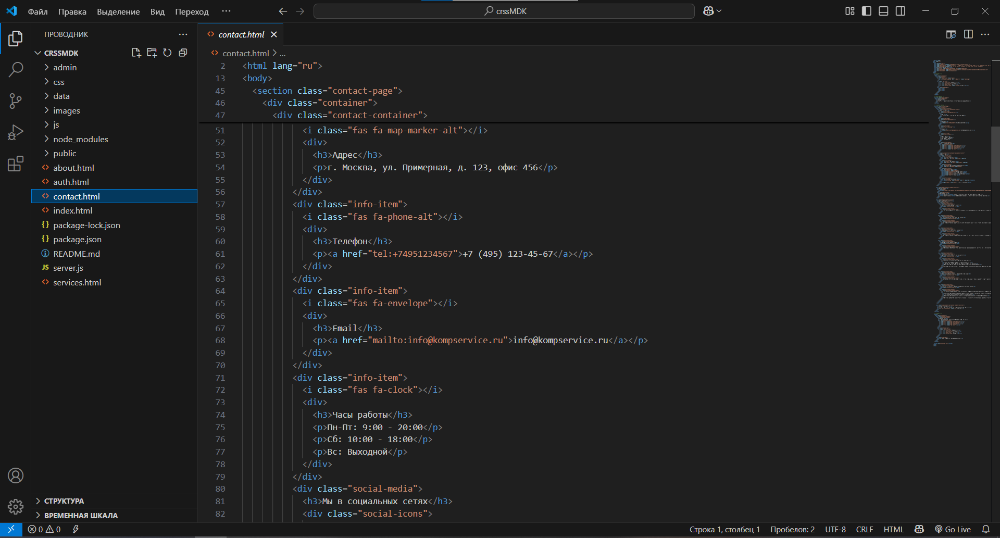 Файл Правка Выделение Вид Переход ··· crssMDK
ПРОВОДНИК
CRSSMDK
admin
css
data
images
js
node_modules
public
about.html
auth.html
contact.html
index.html
package-lock.json
package.json
README.md
server.js
services.html
СТРУКТУРА
ВРЕМЕННАЯ ШКАЛА
contact.html
contact.html > ...
2 <html lang="ru">
13 <body>
45 <section class="contact-page">
46 <div class="container">
47 <div class="contact-container">
51 <i class="fas fa-map-marker-alt"></i>
52 <div>
53 <h3>Адрес</h3>
54 <p>г. Москва, ул. Примерная, д. 123, офис 456</p>
55 </div>
56 </div>
57 <div class="info-item">
58 <i class="fas fa-phone-alt"></i>
59 <div>
60 <h3>Телефон</h3>
61 <p><a href="tel:+74951234567">+7 (495) 123-45-67</a></p>
62 </div>
63 </div>
64 <div class="info-item">
65 <i class="fas fa-envelope"></i>
66 <div>
67 <h3>Email</h3>
68 <p><a href="mailto:info@kompservice.ru">info@kompservice.ru</a></p>
69 </div>
70 </div>
71 <div class="info-item">
72 <i class="fas fa-clock"></i>
73 <div>
74 <h3>Часы работы</h3>
75 <p>Пн-Пт: 9:00 - 20:00</p>
76 <p>Сб: 10:00 - 18:00</p>
77 <p>Вс: Выходной</p>
78 </div>
79 </div>
80 <div class="social-media">
81 <h3>Мы в социальных сетях</h3>
82 <div class="social-icons">
0 0 Строка 1, столбец 1 Пробелов: 2 UTF-8 CRLF HTML Go Live